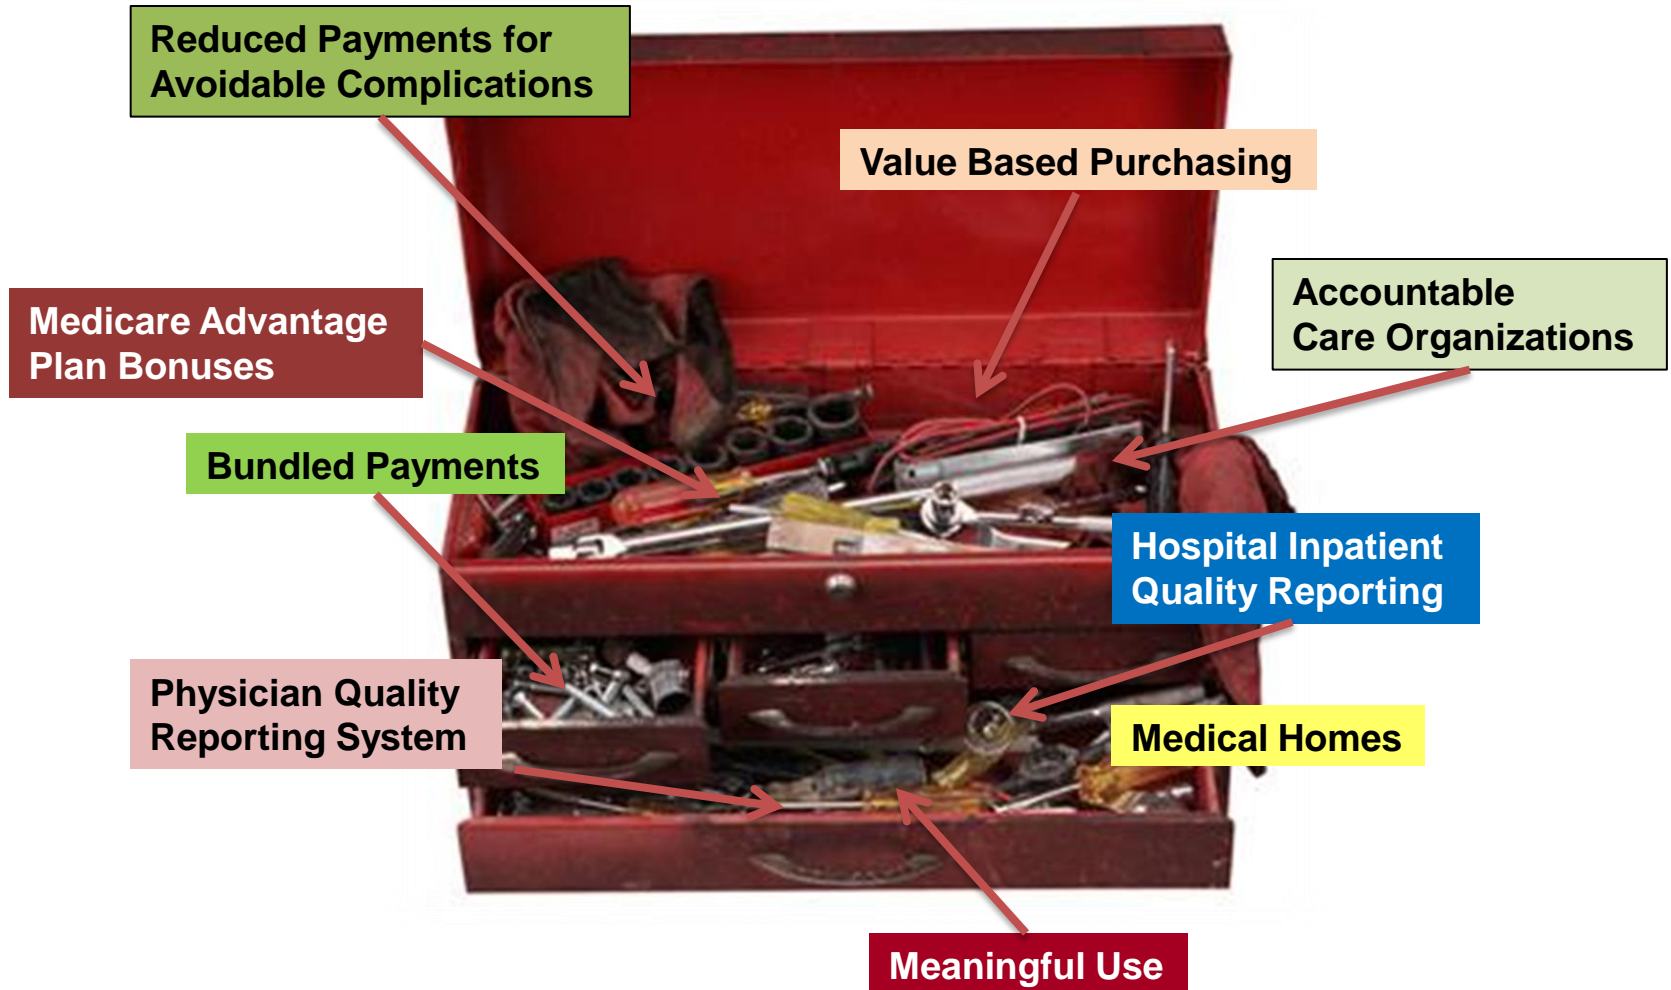 Reduced Payments for
Avoidable Complications
Value Based Purchasing
Accountable
Care Organizations
Medicare Advantage
Plan Bonuses
Bundled Payments
Hospital Inpatient
Quality Reporting
Physician Quality
Reporting System
Medical Homes
Meaningful Use